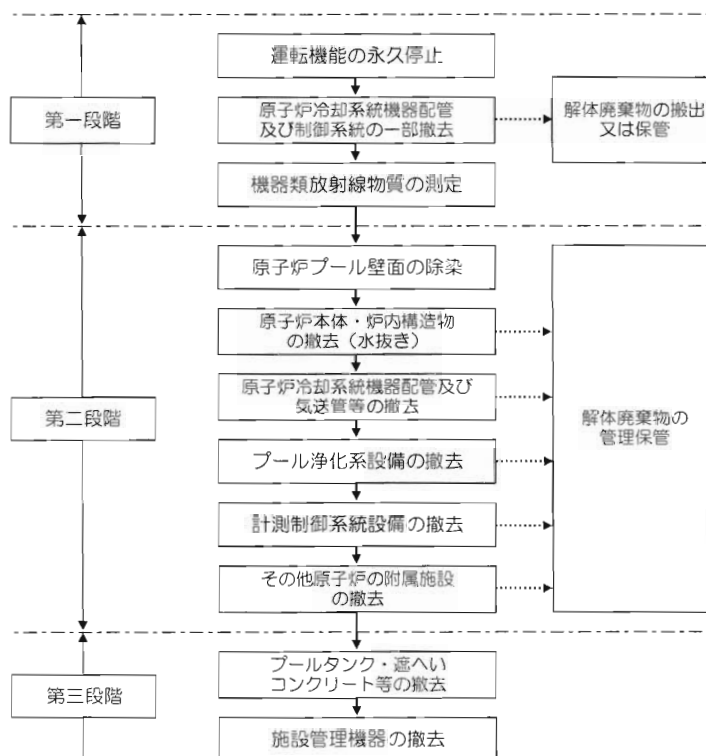 運転機能の永久停止
第一段階
原子炉冷却系統機器配管
及び制御系統の一部撤去
解体廃棄物の搬出
又は保管
機器類放射線物質の測定
原子炉プール壁面の除染
原子炉本体・炉内構造物
の撤去（水抜き）
原子炉冷却系統機器配管及び
気送管等の撤去
第二段階
解体廃棄物の
管理保管
プール浄化系設備の撤去
計測制御系統設備の撤去
その他原子炉の附属施設
の撤去
プールタンク・遮へい
コンクリート等の撤去
第三段階
施設管理機器の撤去